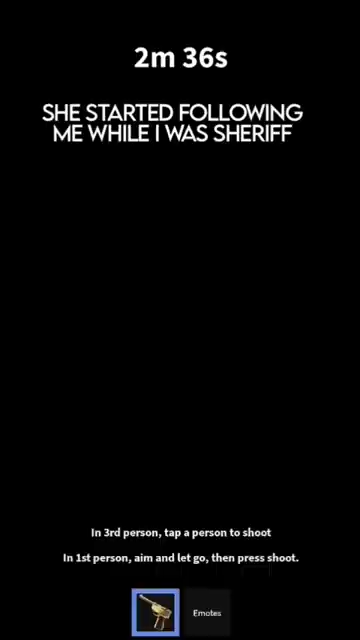 2m 36s
SHE STARTED FOLLOWING
ME WHILE I WAS SHERIFF
In 3rd person, tap a person to shoot
In 1st person, aim and let go, then press shoot.
Emotes